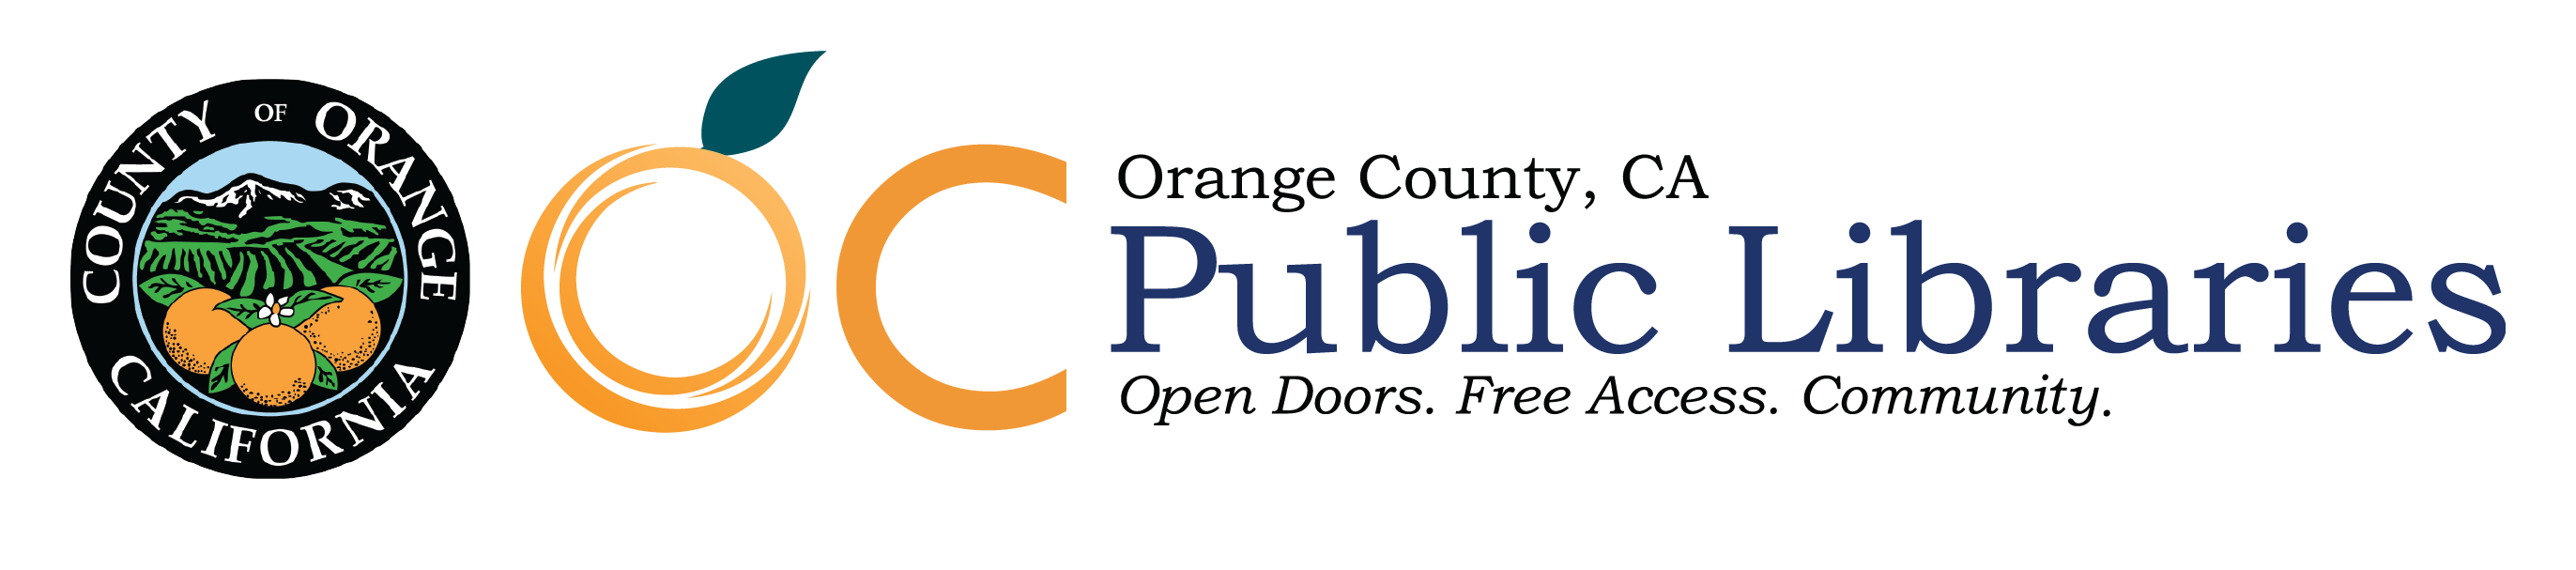 COUNTY OF ORANGE
CALIFORNIA
OC
Orange County, CA
Public Libraries
Open Doors. Free Access. Community.